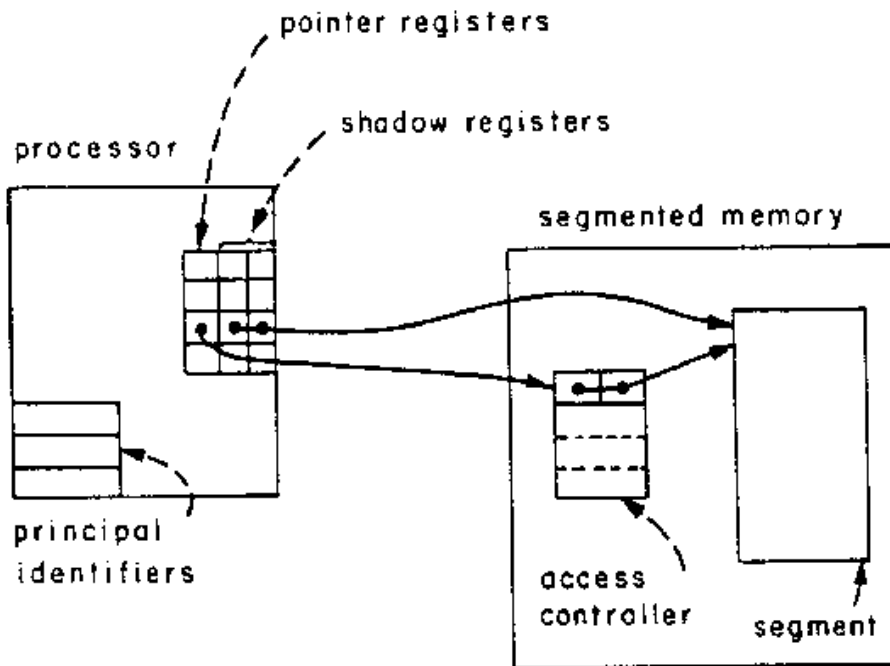 pointer registers
shadow registers
processor
segmented memory
principal
identifiers
access
controller
segment